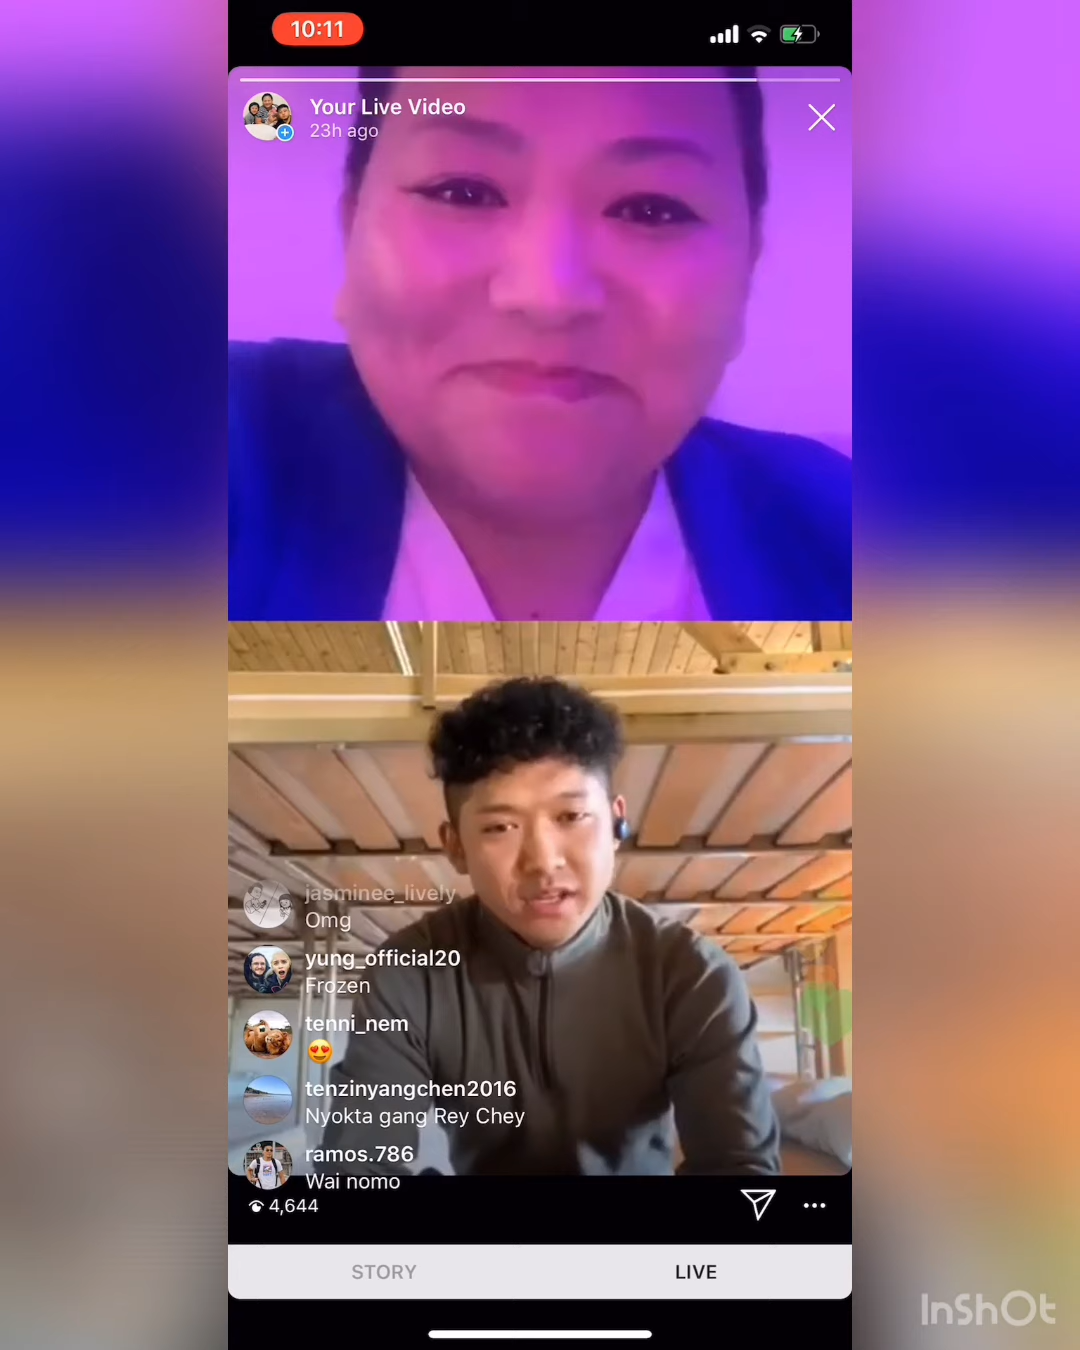 10:11
Your Live Video
23h ago
jasminee_lively
Omg
yung_official20
Frozen
tenni_nem
😍
tenzinyangchen2016
Nyokta gang Rey Chey
ramos.786
Wai nomo
4,644
STORY
LIVE
InShOt